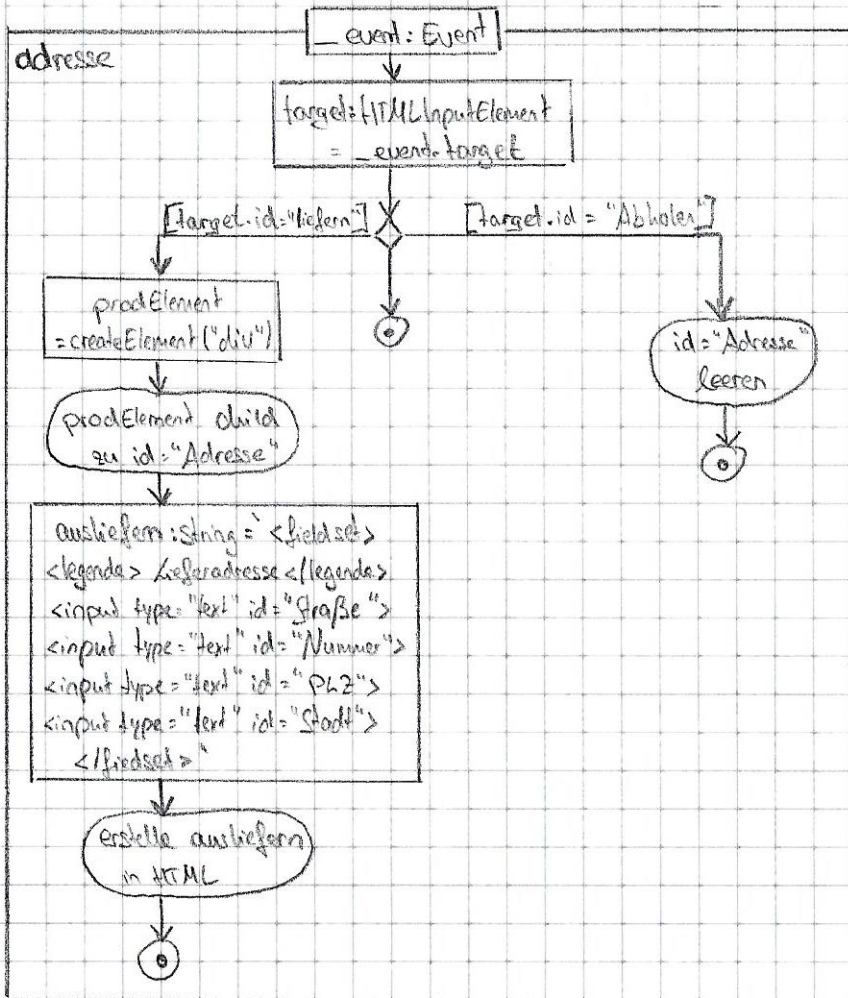 _event: Event
adresse
target: HTMLInputElement
= _event.target
[target.id="liefern"]
[target.id = "Abholen"]
prodElement
=createElement("div")
id="Adresse"
leeren
prodElement child
zu id="Adresse"
ausliefern:string=`<fieldset>
<legende> Lieferadresse</legende>
<input type="text" id="Straße">
<input type="text" id="Nummer">
<input type="text" id="PLZ">
<input type="text" id="Stadt">
</fiedset>`
erstelle ausliefern
in HTML